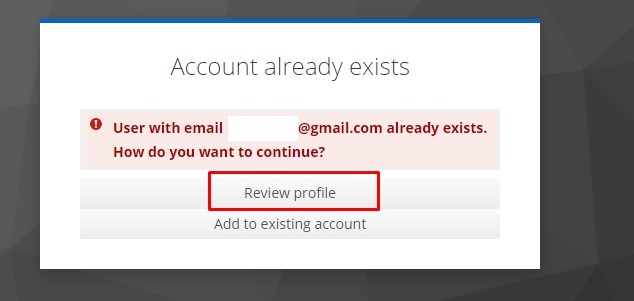 Account already exists
User with email @gmail.com already exists.
How do you want to continue?
Review profile
Add to existing account